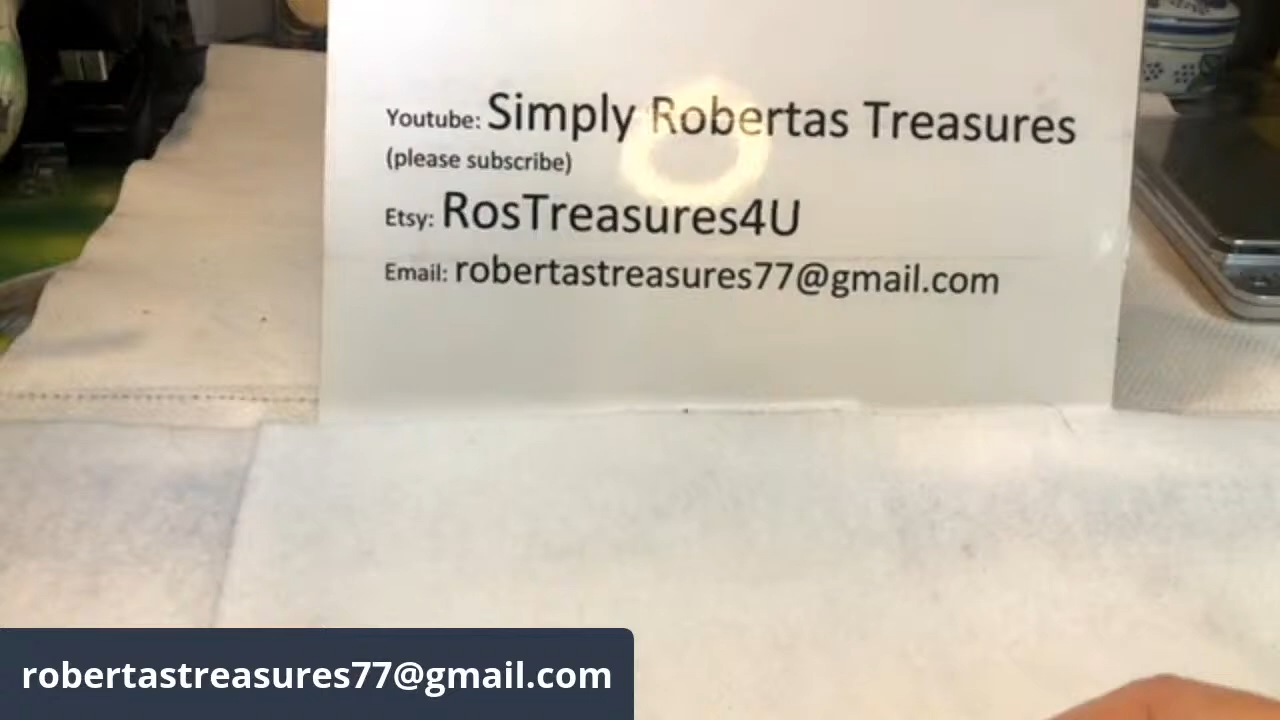 Youtube: Simply Robertas Treasures
(please subscribe)
Etsy: RosTreasures4U
Email: robertastreasures77@gmail.com
robertastreasures77@gmail.com